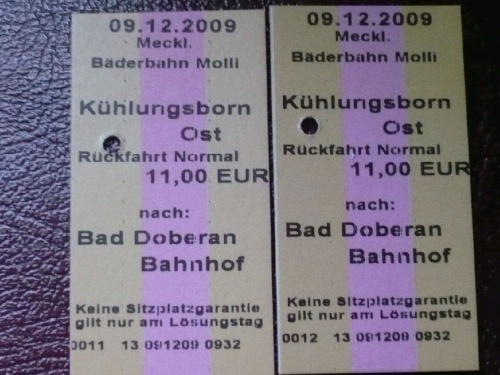 09.12.2009
Meckl.
Bäderbahn Molli
Kühlungsborn
Ost
Rückfahrt Normal
11,00 EUR
nach:
Bad Doberan
Bahnhof
Keine Sitzplatzgarantie
gilt nur am Lösungstag
0011 13 091209 0932
09.12.2009
Meckl.
Bäderbahn Molli
Kühlungsborn
Ost
Rückfahrt Normal
11,00 EUR
nach:
Bad Doberan
Bahnhof
Keine Sitzplatzgarantie
gilt nur am Lösungstag
0012 13 091209 0932